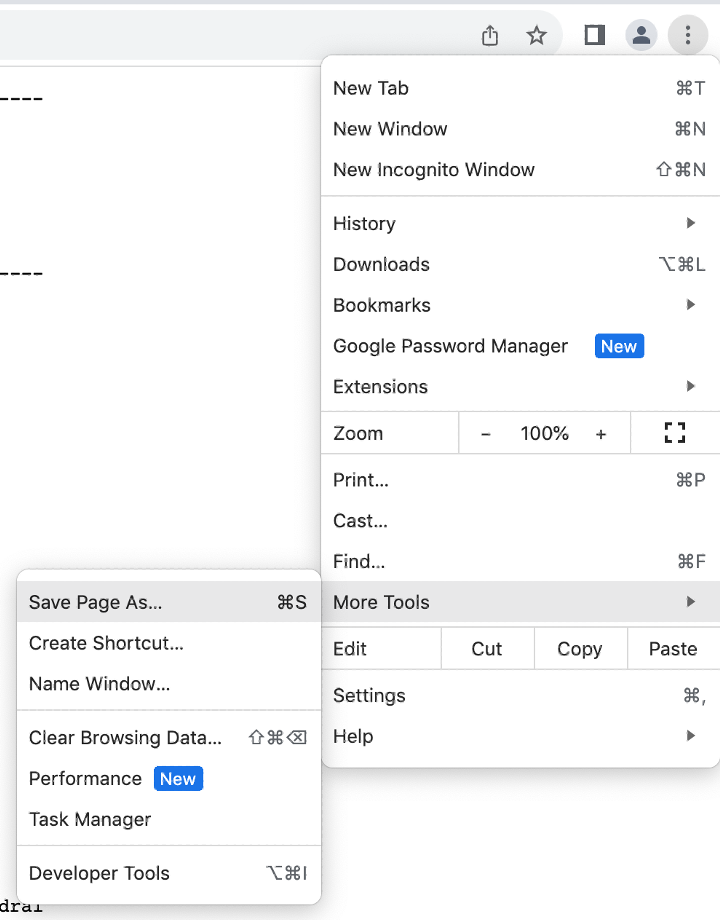 ----
New Tab ⌘T
New Window ⌘N
New Incognito Window ⇧⌘N
History ▶
----
Downloads ⌥⌘L
Bookmarks ▶
Google Password Manager New
Extensions ▶
Zoom - 100% +
Print... ⌘P
Cast...
Find... ⌘F
More Tools ▶
Edit Cut Copy Paste
Settings ⌘,
Help ▶
Save Page As... ⌘S
Create Shortcut...
Name Window...
Clear Browsing Data... ⇧⌘⌫
Performance New
Task Manager
Developer Tools ⌥⌘I